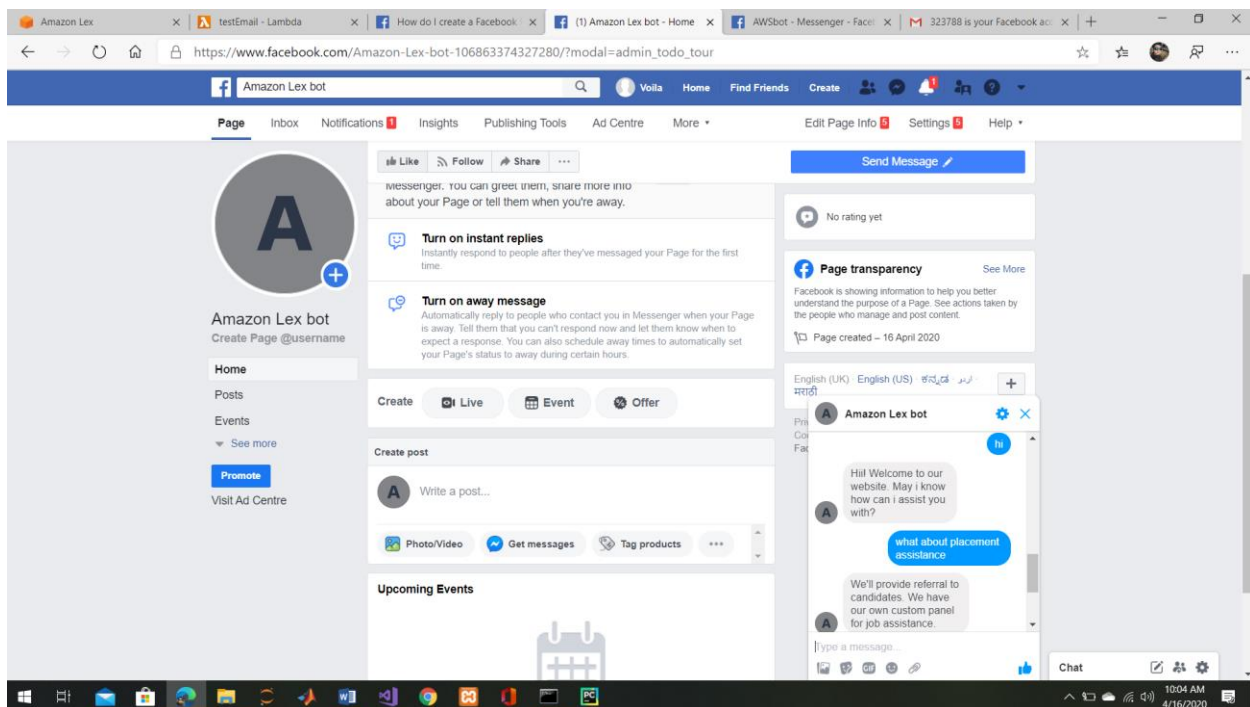 Amazon Lex
testEmail - Lambda
How do I create a Facebook
(1) Amazon Lex bot - Home
AWSbot - Messenger - Face
323788 is your Facebook acc
https://www.facebook.com/Amazon-Lex-bot-106863374327280/?modal=admin_todo_tour
Amazon Lex bot
Voila Home Find Friends Create 1
Page Inbox Notifications 1 Insights Publishing Tools Ad Centre More Edit Page Info 5 Settings 5 Help
A
Amazon Lex bot
Create Page @username
Home
Posts
Events
See more
Promote
Visit Ad Centre
Like Follow Share ...
Messenger. You can greet them, share more info
about your Page or tell them when you're away.
Turn on instant replies
Instantly respond to people after they've messaged your Page for the first
time.
Turn on away message
Automatically reply to people who contact you in Messenger when your Page
is away. Tell them that you can't respond now and let them know when to
expect a response. You can also schedule away times to automatically set
your Page's status to away during certain hours.
Create Live Event Offer
Create post
A Write a post...
Photo/Video Get messages Tag products ...
Upcoming Events
Send Message
No rating yet
Page transparency See More
Facebook is showing information to help you better
understand the purpose of a Page. See actions taken by
the people who manage and post content.
Page created – 16 April 2020
English (UK) · English (US) · ಕನ್ನಡ · اردو ·
मराठी
Pri
Coo
Fac
A Amazon Lex bot
hi
Hii! Welcome to our
website. May i know
how can i assist you
A with?
what about placement
assistance
We'll provide referral to
candidates. We have
our own custom panel
A for job assistance.
Type a message...
GIF
Chat
10:04 AM
4/16/2020